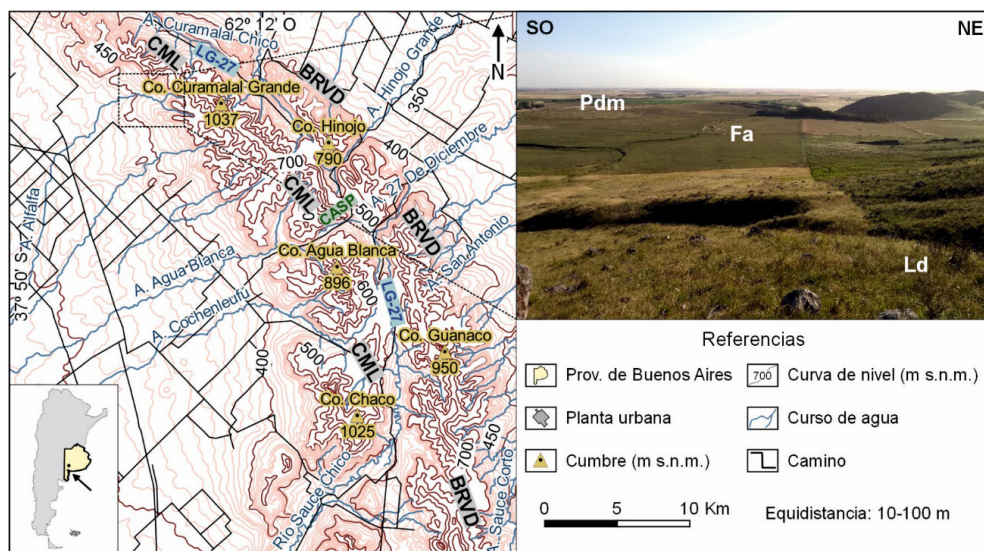 62° 12´ O
A. Curamalal Chico
450
CML
LG-27
BRVD
A. Hinojo Grande
N
Co. Curamalal Grande
1037
Co. Hinojo
790
350
400
700
A. 27 De Diciembre
CML
CASP
500
BRVD
A. Alfalfa
37° 50´ S
A. Agua Blanca
Co. Agua Blanca
896
600
A. San Antonio
LG-27
A. Cochenleufú
400
500
CML
Co. Guanaco
950
Co. Chaco
1025
450
700
Río Sauce Chico
BRVD
A. Sauce Corto
SO
NE
Pdm
Fa
Ld
Referencias
Prov. de Buenos Aires
700 Curva de nivel (m s.n.m.)
Planta urbana
Curso de agua
Cumbre (m s.n.m.)
Camino
0 5 10 Km
Equidistancia: 10-100 m